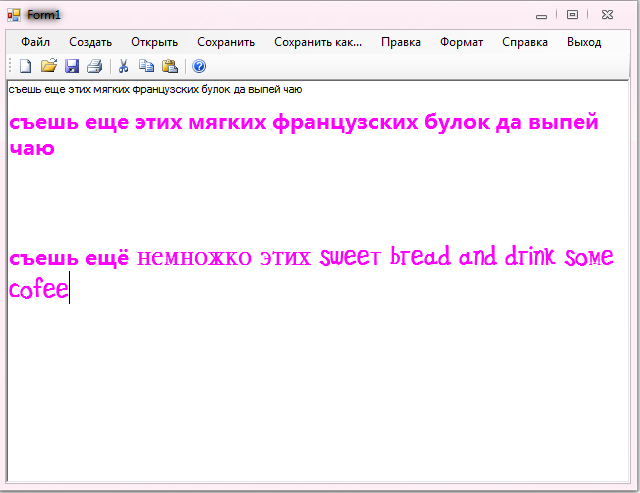 Form1
Файл Создать Открыть Сохранить Сохранить как... Правка Формат Справка Выход
съешь еще этих мягких французских булок да выпей чаю
съешь еще этих мягких французских булок да выпей
чаю
съешь ещё немножко этих sweet bread and drink some
cofee